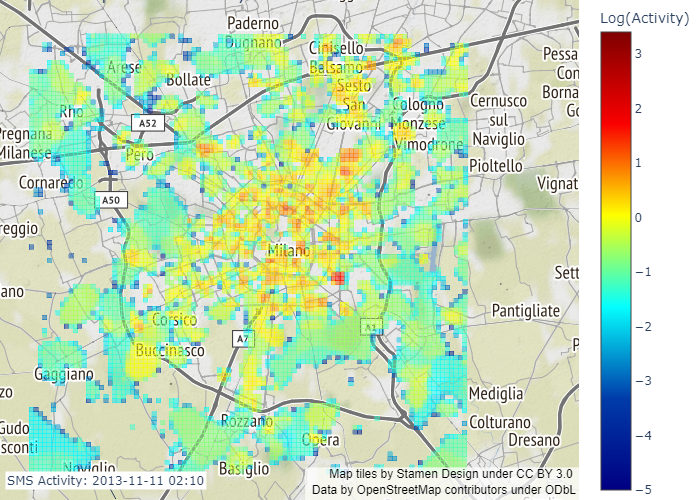 Log(Activity)
3
2
1
0
−1
−2
−3
−4
−5
Paderno
Dugnano
Cinisello
Balsamo
Arese
Bollate
Sesto
San
Giovanni
Cologno
Monzese
Cernusco
sul
Naviglio
Pessa
Borna
Rho
A52
Pregnana
Milanese
Pero
Vimodrone
Pioltello
Cornaredo
A50
Vignat
reggio
Milano
Sett
ano
Corsico
Pantigliate
A7
A1
Buccinasco
Gaggiano
zzo
Mediglia
Gudo
sconti
Rozzano
Colturano
Opera
Dresano
Noviglio
Basiglio
SMS Activity: 2013-11-11 02:10
Map tiles by Stamen Design under CC BY 3.0
Data by OpenStreetMap contributors under ODbL